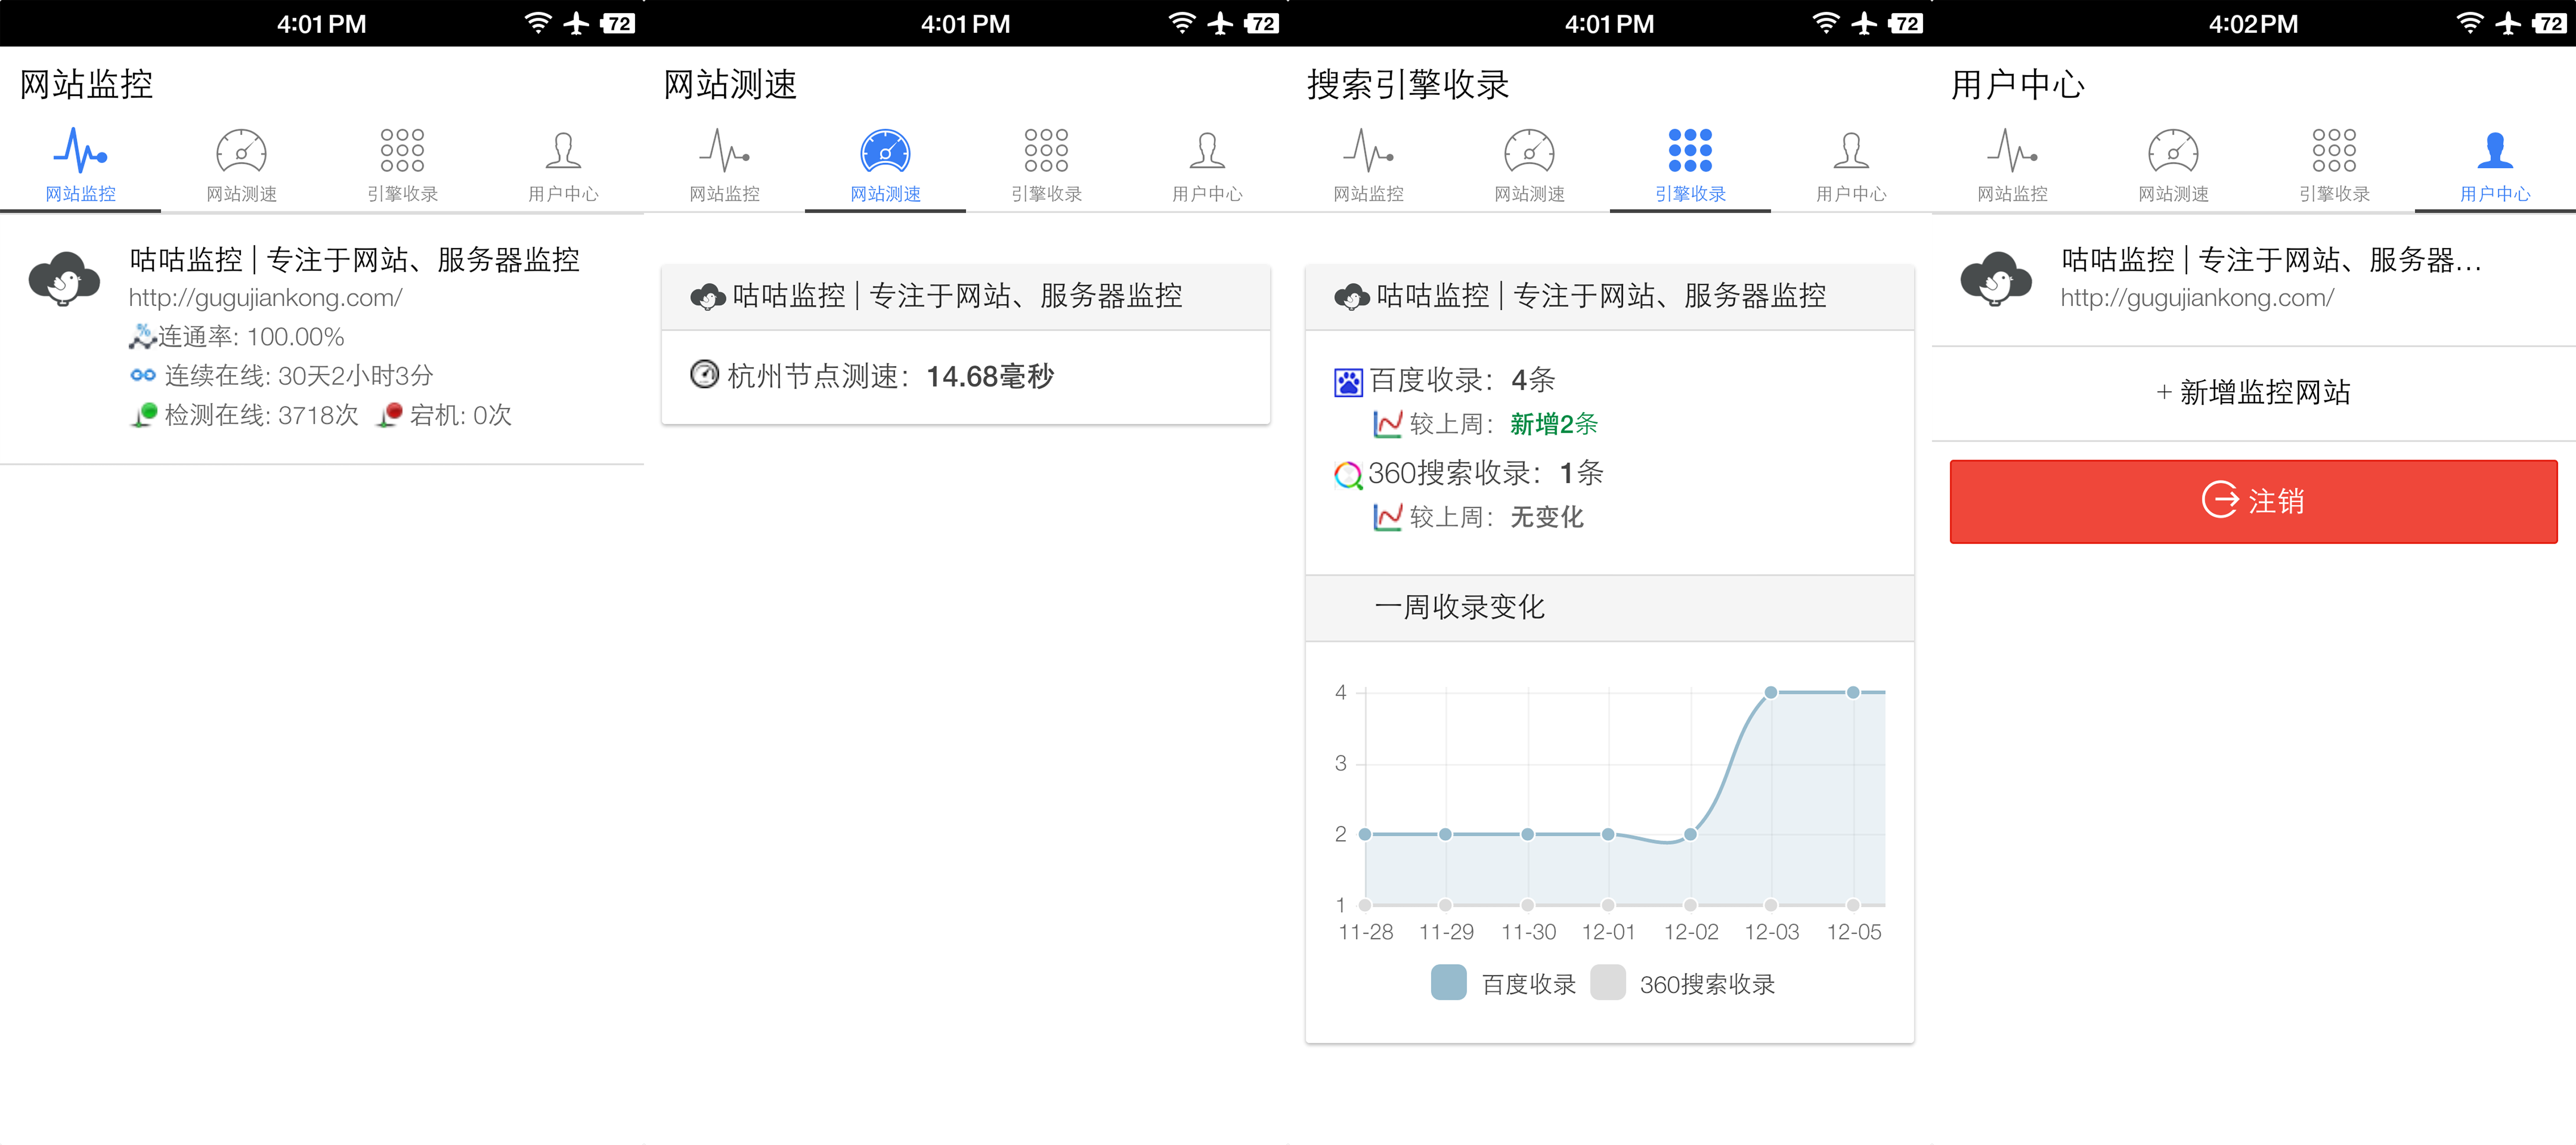 4:01 PM 72
网站监控
网站监控 网站测速 引擎收录 用户中心
咕咕监控 | 专注于网站、服务器监控
http://gugujiankong.com/
连通率: 100.00%
连续在线: 30天2小时3分
检测在线: 3718次 宕机: 0次
4:01 PM 72
网站测速
网站监控 网站测速 引擎收录 用户中心
咕咕监控 | 专注于网站、服务器监控
杭州节点测速：14.68毫秒
4:01 PM 72
搜索引擎收录
网站监控 网站测速 引擎收录 用户中心
咕咕监控 | 专注于网站、服务器监控
百度收录：4条
较上周：新增2条
360搜索收录：1条
较上周：无变化
一周收录变化
4
3
2
1
11-28 11-29 11-30 12-01 12-02 12-03 12-05
百度收录 360搜索收录
4:02 PM 72
用户中心
网站监控 网站测速 引擎收录 用户中心
咕咕监控 | 专注于网站、服务器...
http://gugujiankong.com/
+ 新增监控网站
注销